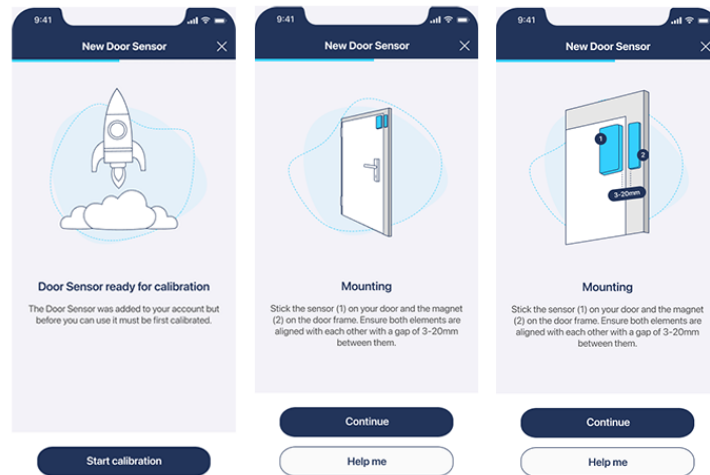 9:41
New Door Sensor
Door Sensor ready for calibration
The Door Sensor was added to your account but
before you can use it must be first calibrated.
Start calibration
9:41
New Door Sensor
Mounting
Stick the sensor (1) on your door and the magnet
(2) on the door frame. Ensure both elements are
aligned with each other with a gap of 3-20mm
between them.
Continue
Help me
9:41
New Door Sensor
1
2
3-20mm
Mounting
Stick the sensor (1) on your door and the magnet
(2) on the door frame. Ensure both elements are
aligned with each other with a gap of 3-20mm
between them.
Continue
Help me